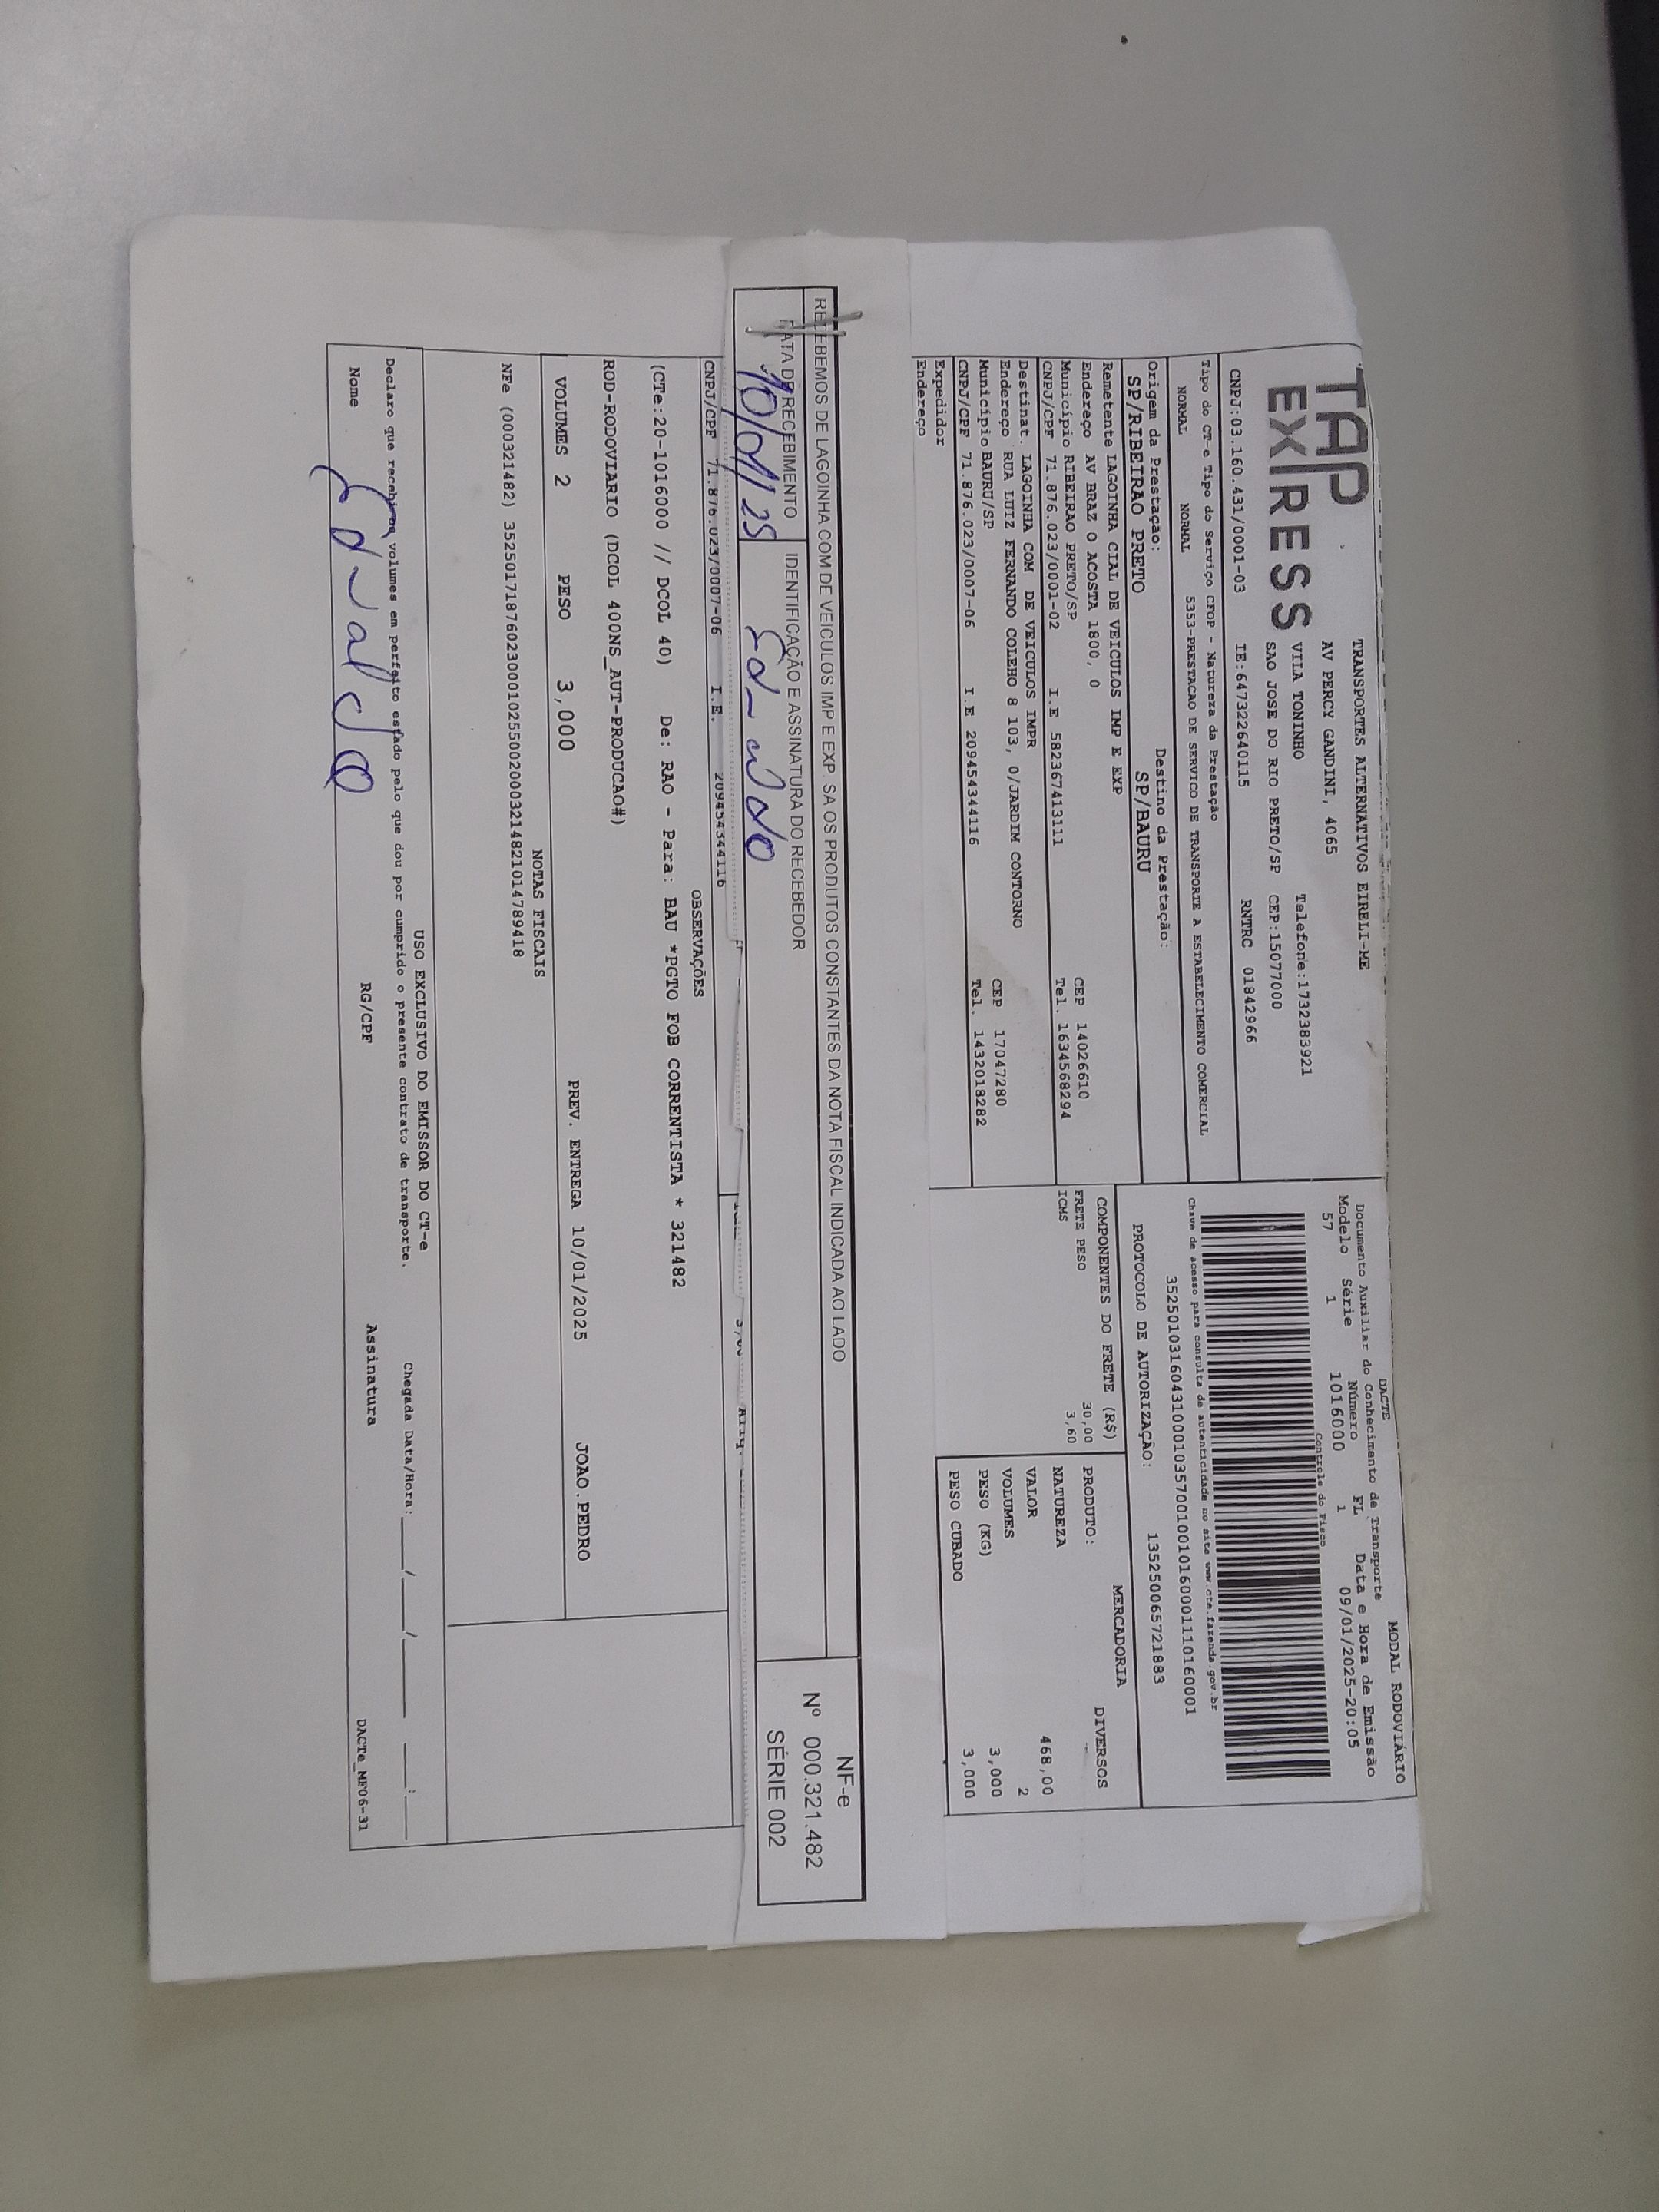 TAP
EXPRESS
TRANSPORTES ALTERNATIVOS EIRELI-ME
AV PERCY GANDINI, 4065
VILA TONINHO Telefone:1732383921
SAO JOSE DO RIO PRETO/SP CEP:15077000
CNPJ:03.160.431/0001-03 IE:647322640115 RNTRC 01842966
Tipo do CT-e Tipo do Serviço CFOP - Natureza da Prestação
NORMAL NORMAL 5353-PRESTACAO DE SERVICO DE TRANSPORTE A ESTABELECIMENTO COMERCIAL
Origem da Prestação: Destino da Prestação:
SP/RIBEIRAO PRETO SP/BAURU
Remetente LAGOINHA CIAL DE VEICULOS IMP E EXP
Endereço AV BRAZ O ACOSTA 1800, 0 CEP 14026610
Município RIBEIRAO PRETO/SP Tel. 1634568294
CNPJ/CPF 71.876.023/0001-02 I.E 582367413111
Destinat. LAGOINHA COM DE VEICULOS IMPR
Endereço RUA LUIZ FERNANDO COLEHO 8 103, 0/JARDIM CONTORNO CEP 17047280
Município BAURU/SP Tel. 1432018282
CNPJ/CPF 71.876.023/0007-06 I.E 209454344116
Expedidor
Endereço
DACTE MODAL RODOVIÁRIO
Documento Auxiliar do Conhecimento de Transporte
Modelo Série Número FL Data e Hora de Emissão
57 1 1016000 1 09/01/2025-20:05
Controle do Fisco
Chave de acesso para consulta de autenticidade no site www.cte.fazenda.gov.br
35250103160431000103570010010160001110160001
PROTOCOLO DE AUTORIZAÇÃO: 135250065721883
COMPONENTES DO FRETE (R$)
FRETE PESO 30,00
ICMS 3,60
MERCADORIA
PRODUTO: DIVERSOS
NATUREZA
VALOR 468,00
VOLUMES 2
PESO (KG) 3,000
PESO CUBADO 3,000
RECEBEMOS DE LAGOINHA COM DE VEICULOS IMP E EXP. SA OS PRODUTOS CONSTANTES DA NOTA FISCAL INDICADA AO LADO
DATA DE RECEBIMENTO IDENTIFICAÇÃO E ASSINATURA DO RECEBEDOR
10/01/25 Edivaldo
NF-e
Nº 000.321.482
SÉRIE 002
CNPJ/CPF 71.876.023/0007-06 I.E. 209454344116
OBSERVAÇÕES
(CTe:20-1016000 // DCOL 40) De: RAO - Para: BAU *PGTO FOB CORRENTISTA * 321482
ROD-RODOVIARIO (DCOL 400NS_AUT-PRODUCAO#)
VOLUMES 2 PESO 3,000 PREV. ENTREGA 10/01/2025 JOAO.PEDRO
NOTAS FISCAIS
NFe (000321482) 35250171876023000102550020003214821014789418
USO EXCLUSIVO DO EMISSOR DO CT-e
Declaro que recebi os volumes em perfeito estado pelo que dou por cumprido o presente contrato de transporte. Chegada Data/Hora: ___/___/___ __:__
Nome Edivaldo RG/CPF Assinatura DACTe_MF06-31